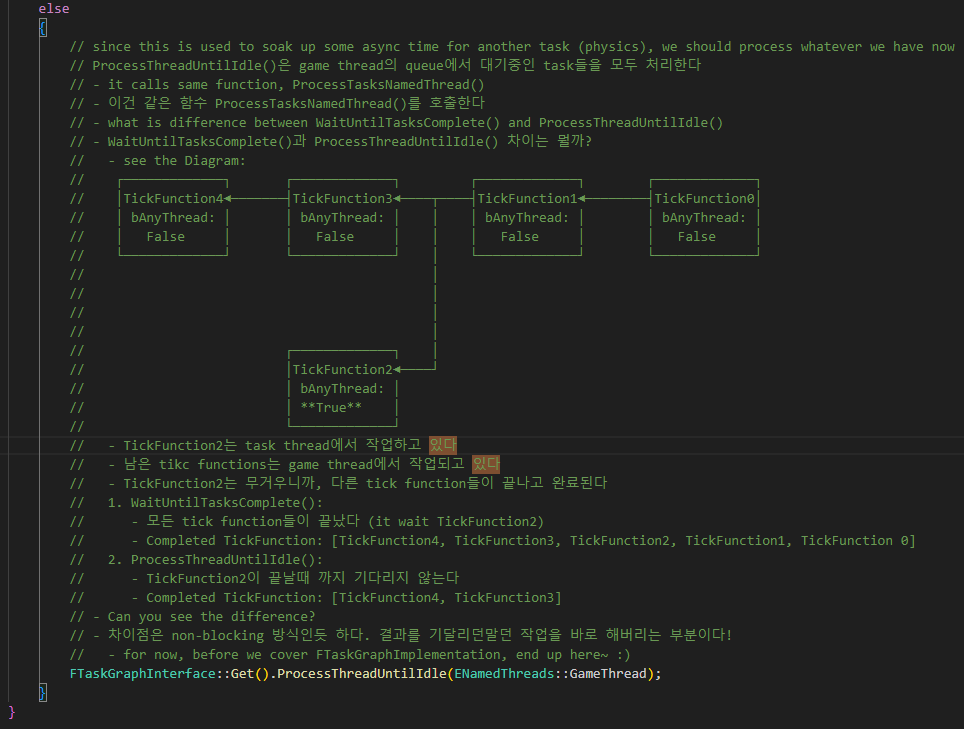 else
{
// since this is used to soak up some async time for another task (physics), we should process whatever we have now
// ProcessThreadUntilIdle()은 game thread의 queue에서 대기중인 task들을 모두 처리한다
// - it calls same function, ProcessTasksNamedThread()
// - 이건 같은 함수 ProcessTasksNamedThread()를 호출한다
// - what is difference between WaitUntilTasksComplete() and ProcessThreadUntilIdle()
// - WaitUntilTasksComplete()과 ProcessThreadUntilIdle() 차이는 뭘까?
//   - see the Diagram:
//    ┌─────────────┐       ┌─────────────┐         ┌─────────────┐        ┌─────────────┐
//    │TickFunction4◄───────┤TickFunction3◄────┬────┤TickFunction1◄────────┤TickFunction0│
//    │ bAnyThread: │       │ bAnyThread: │    │    │ bAnyThread: │        │ bAnyThread: │
//    │   False     │       │   False     │    │    │   False     │        │   False     │
//    └─────────────┘       └─────────────┘    │    └─────────────┘        └─────────────┘
//                                             │
//                                             │
//                                             │
//                                             │
//                          ┌─────────────┐    │
//                          │TickFunction2◄────┘
//                          │ bAnyThread: │
//                          │ **True**    │
//                          └─────────────┘
//   - TickFunction2는 task thread에서 작업하고 있다
//   - 남은 tikc functions는 game thread에서 작업되고 있다
//   - TickFunction2는 무거우니까, 다른 tick function들이 끝나고 완료된다
//   1. WaitUntilTasksComplete():
//      - 모든 tick function들이 끝났다 (it wait TickFunction2)
//      - Completed TickFunction: [TickFunction4, TickFunction3, TickFunction2, TickFunction1, TickFunction 0]
//   2. ProcessThreadUntilIdle():
//      - TickFunction2이 끝날때 까지 기다리지 않는다
//      - Completed TickFunction: [TickFunction4, TickFunction3]
// - Can you see the difference?
// - 차이점은 non-blocking 방식인듯 하다. 결과를 기달리던말던 작업을 바로 해버리는 부분이다!
//   - for now, before we cover FTaskGraphImplementation, end up here~ :)
FTaskGraphInterface::Get().ProcessThreadUntilIdle(ENamedThreads::GameThread);
}
}